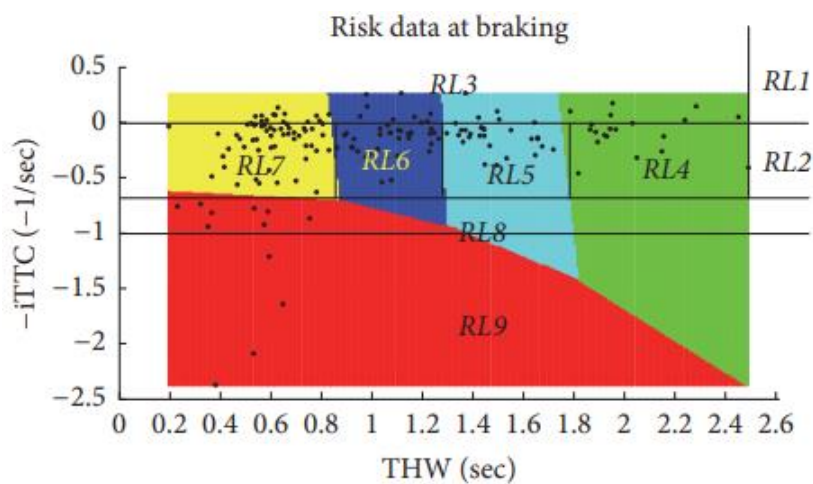 Risk data at braking
0.5
RL3
RL1
0
RL7
RL6
RL5
RL4
RL2
−0.5
−1
RL8
−1.5
RL9
−2
−2.5
0 0.2 0.4 0.6 0.8 1 1.2 1.4 1.6 1.8 2 2.2 2.4 2.6
THW (sec)
−iTTC (−1/sec)